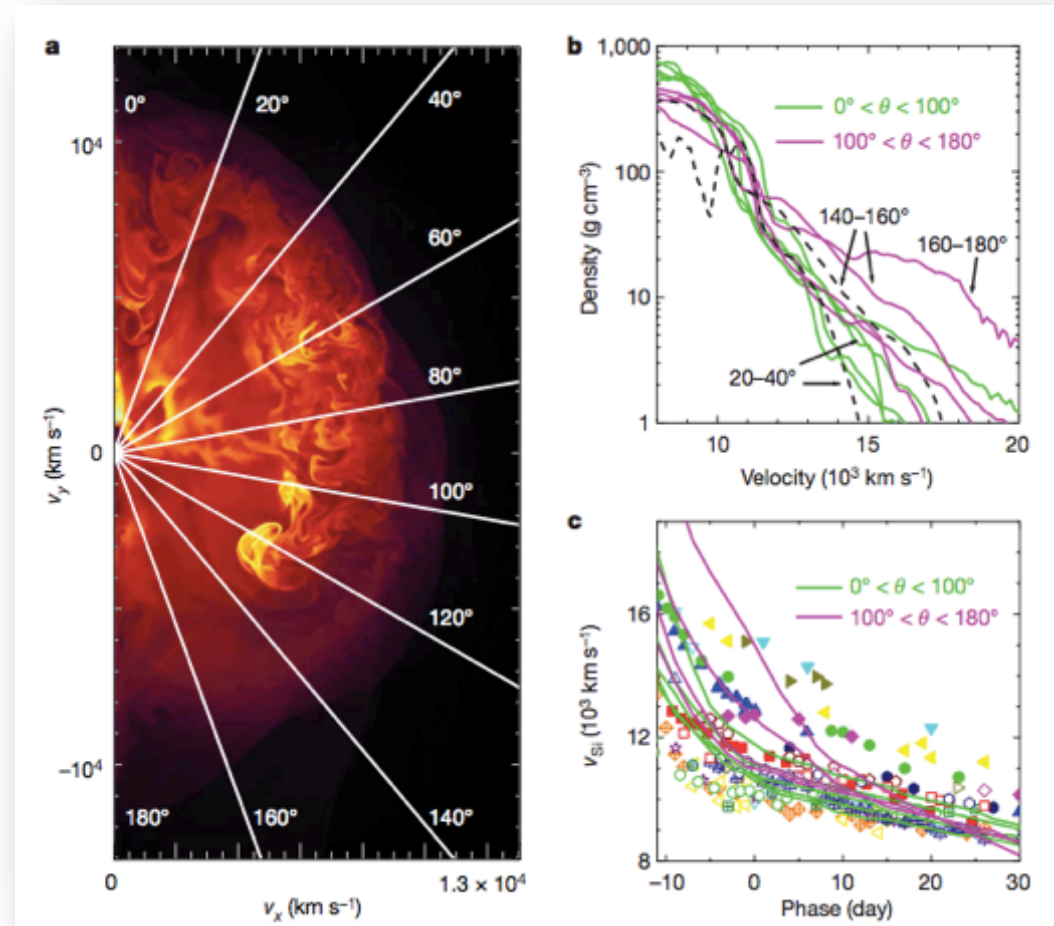 a
0°
20°
40°
60°
80°
100°
120°
140°
160°
180°
10⁴
0
−10⁴
v_y (km s⁻¹)
0
1.3 × 10⁴
v_x (km s⁻¹)
b
1,000
100
10
1
Density (g cm⁻³)
0° < θ < 100°
100° < θ < 180°
140–160°
160–180°
20–40°
10
15
20
Velocity (10³ km s⁻¹)
c
16
12
8
v_Si (10³ km s⁻¹)
0° < θ < 100°
100° < θ < 180°
−10
0
10
20
30
Phase (day)